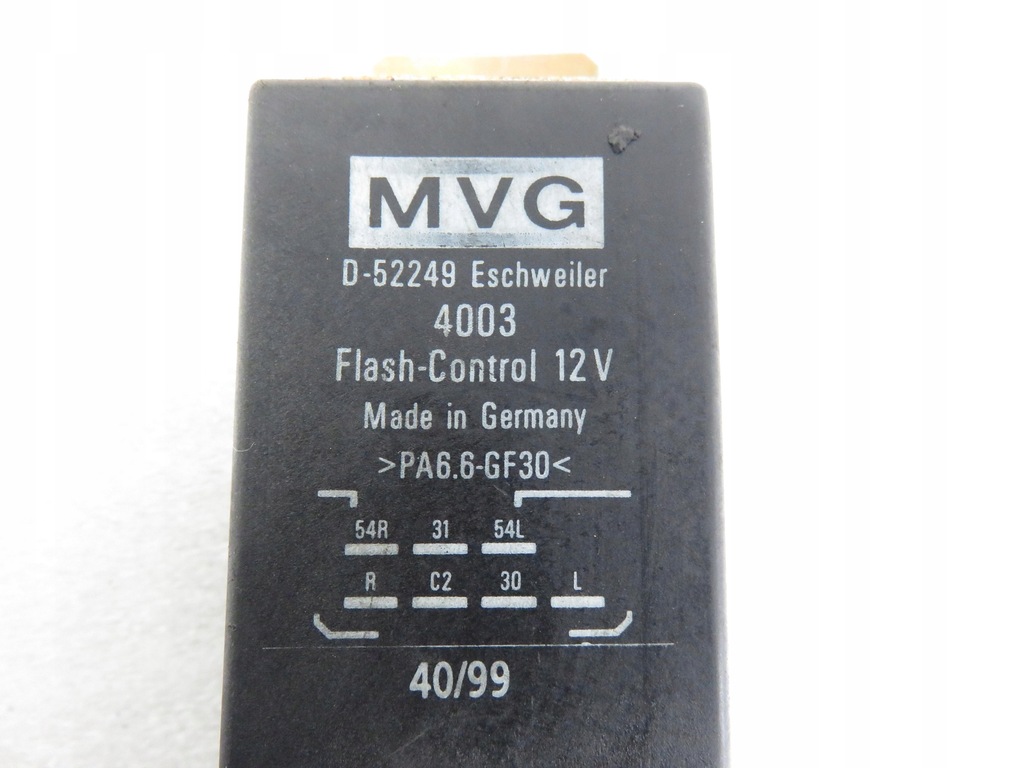 MVG
D-52249 Eschweiler
4003
Flash-Control 12V
Made in Germany
>PA6.6-GF30<
54R 31 54L
R C2 30 L
40/99